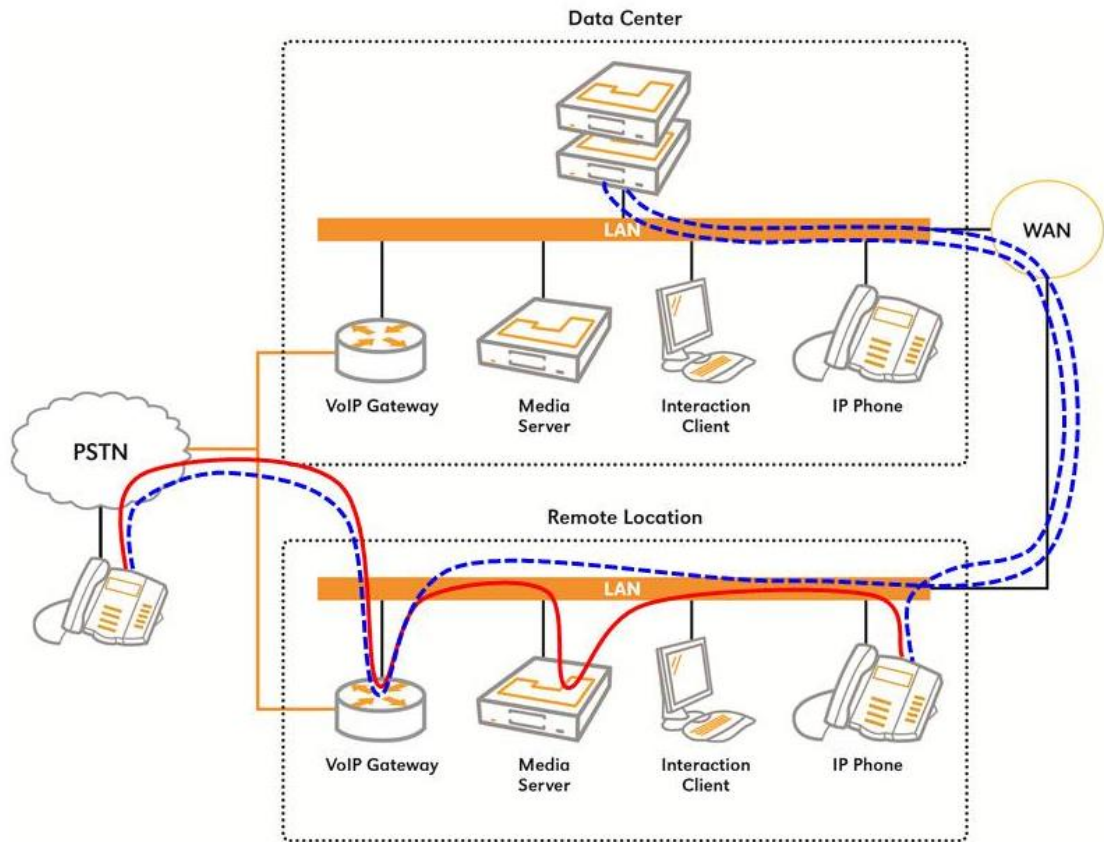 Data Center
LAN
WAN
VoIP Gateway
Media
Server
Interaction
Client
IP Phone
PSTN
Remote Location
LAN
VoIP Gateway
Media
Server
Interaction
Client
IP Phone